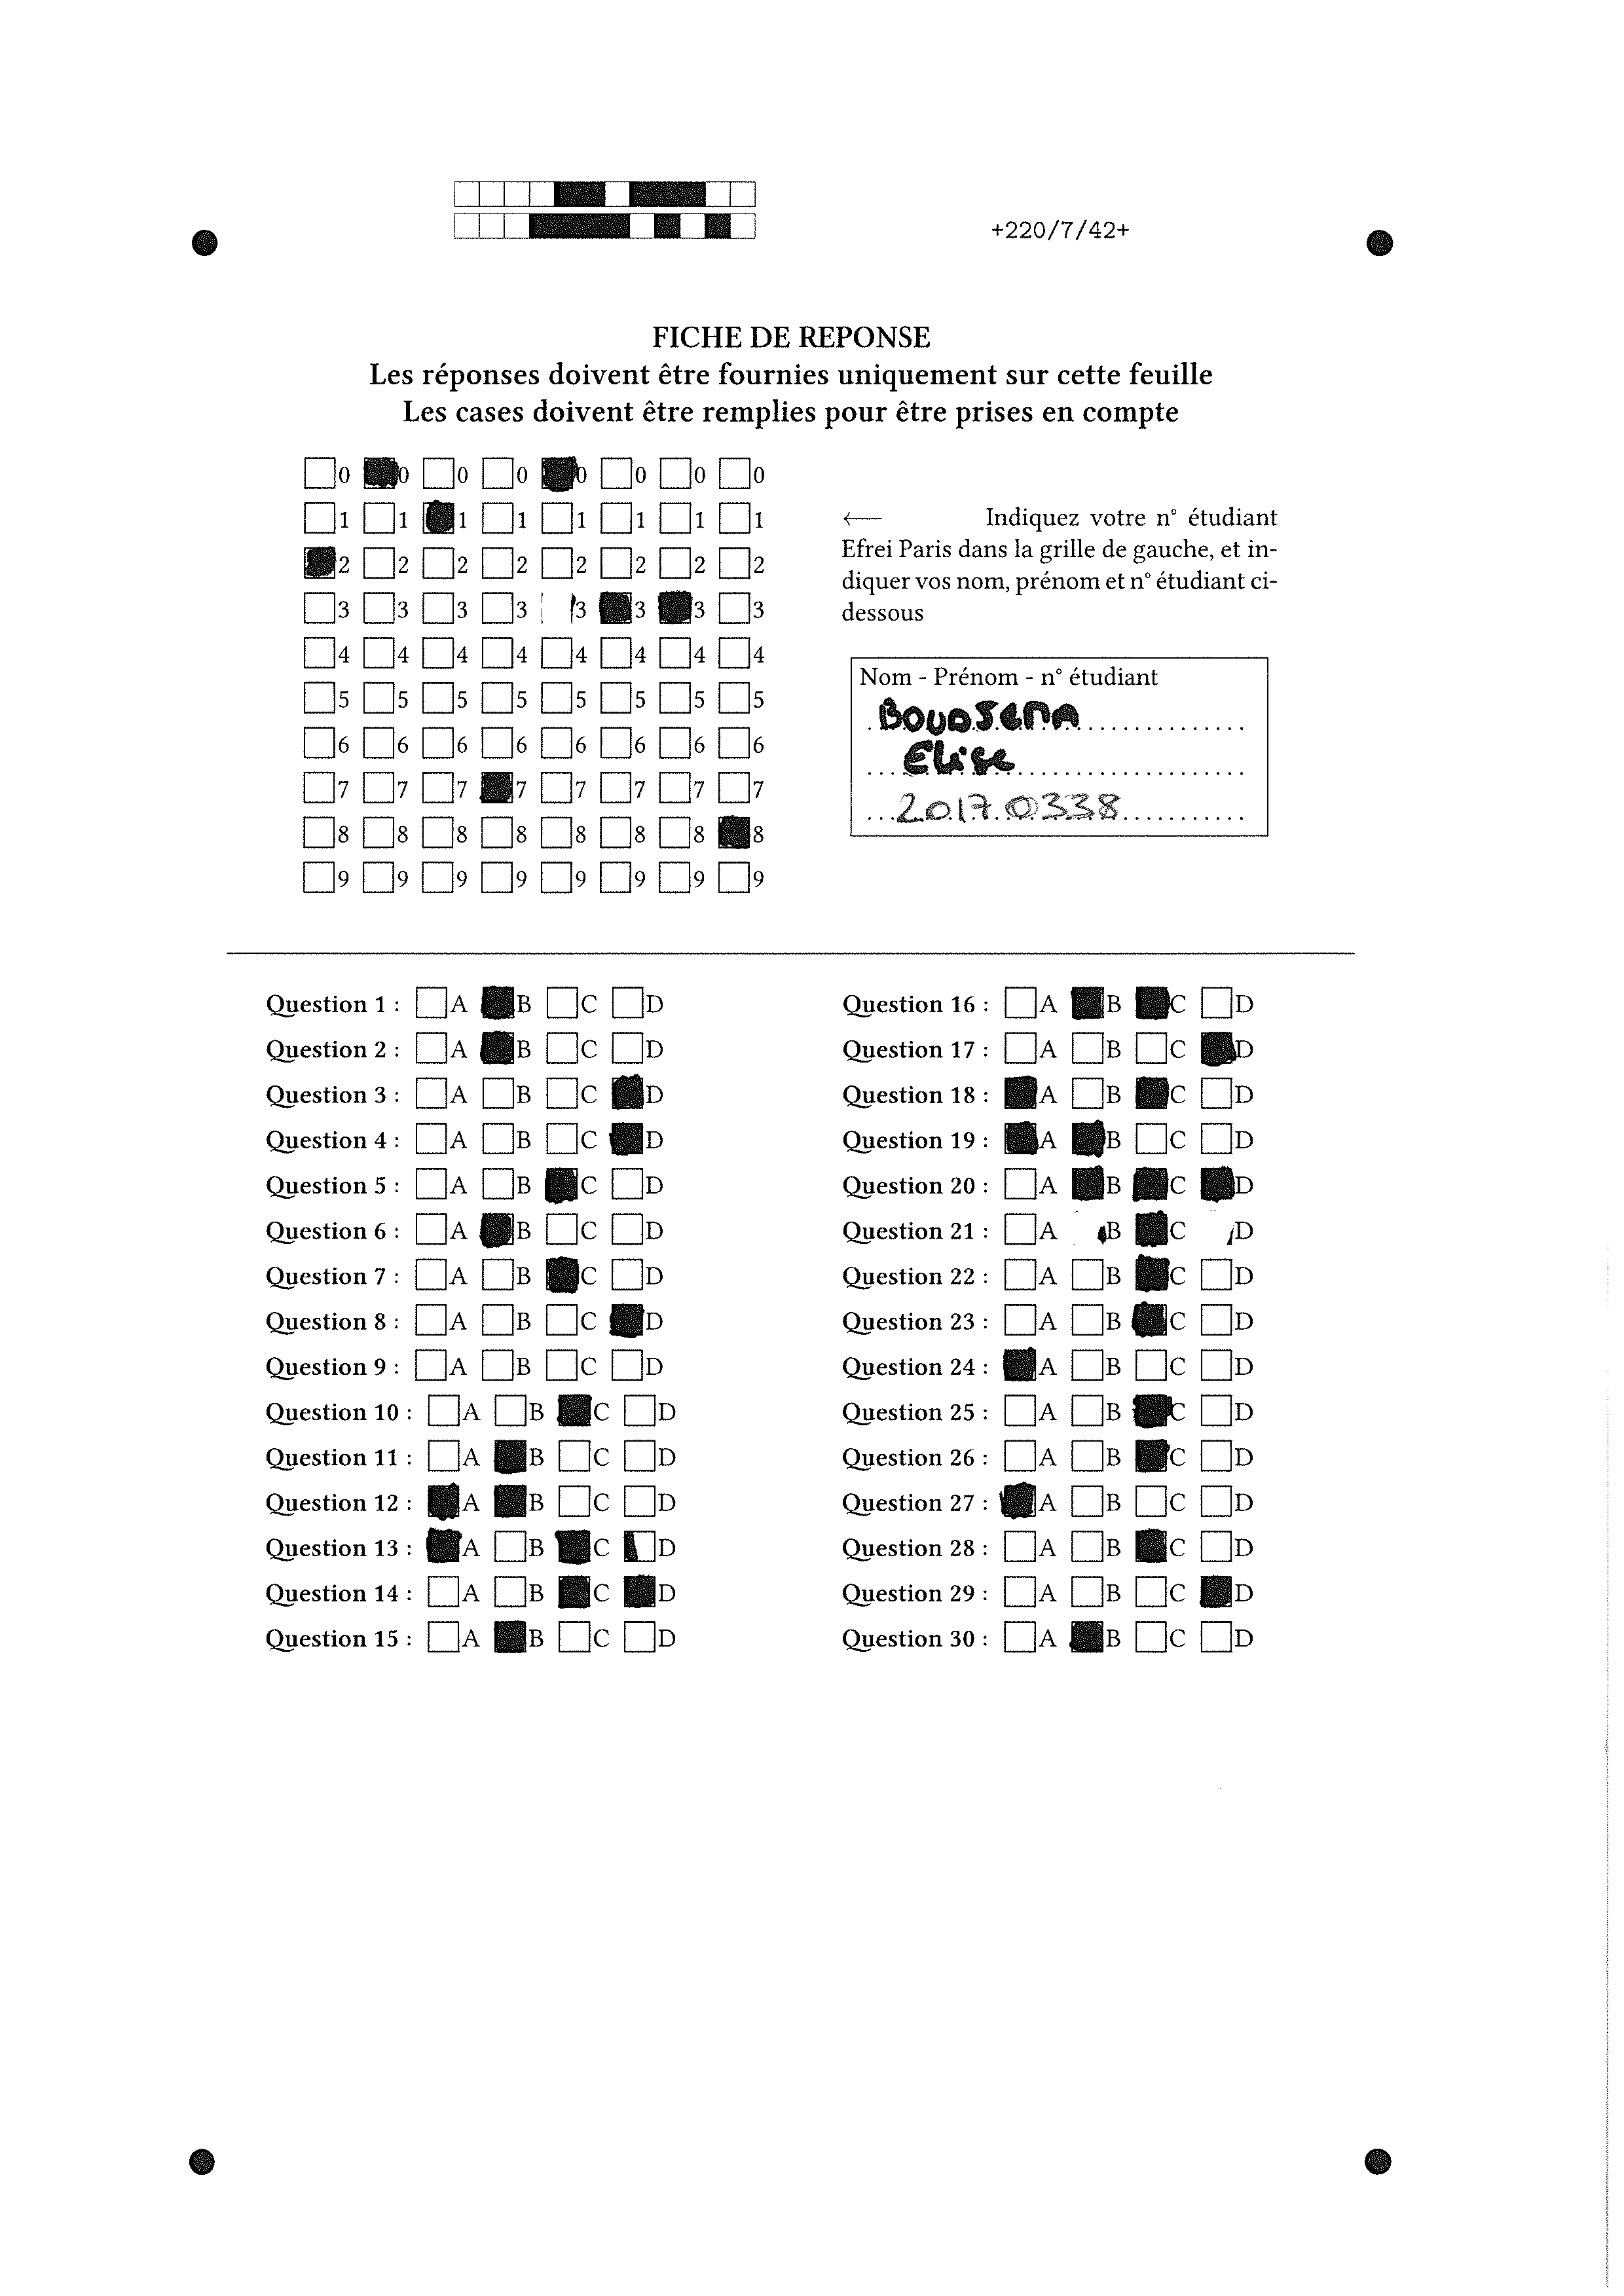 +220/7/42+
FICHE DE REPONSE
Les réponses doivent être fournies uniquement sur cette feuille
Les cases doivent être remplies pour être prises en compte
0 0 0 0 0 0 0 0
1 1 1 1 1 1 1 1
2 2 2 2 2 2 2 2
3 3 3 3 3 3 3 3
4 4 4 4 4 4 4 4
5 5 5 5 5 5 5 5
6 6 6 6 6 6 6 6
7 7 7 7 7 7 7 7
8 8 8 8 8 8 8 8
9 9 9 9 9 9 9 9
← Indiquez votre n° étudiant
Efrei Paris dans la grille de gauche, et in-
diquer vos nom, prénom et n° étudiant ci-
dessous
Nom - Prénom - n° étudiant
Elise
20170338
Question 1 : A B C D
Question 2 : A B C D
Question 3 : A B C D
Question 4 : A B C D
Question 5 : A B C D
Question 6 : A B C D
Question 7 : A B C D
Question 8 : A B C D
Question 9 : A B C D
Question 10 : A B C D
Question 11 : A B C D
Question 12 : A B C D
Question 13 : A B C D
Question 14 : A B C D
Question 15 : A B C D
Question 16 : A B C D
Question 17 : A B C D
Question 18 : A B C D
Question 19 : A B C D
Question 20 : A B C D
Question 21 : A B C D
Question 22 : A B C D
Question 23 : A B C D
Question 24 : A B C D
Question 25 : A B C D
Question 26 : A B C D
Question 27 : A B C D
Question 28 : A B C D
Question 29 : A B C D
Question 30 : A B C D